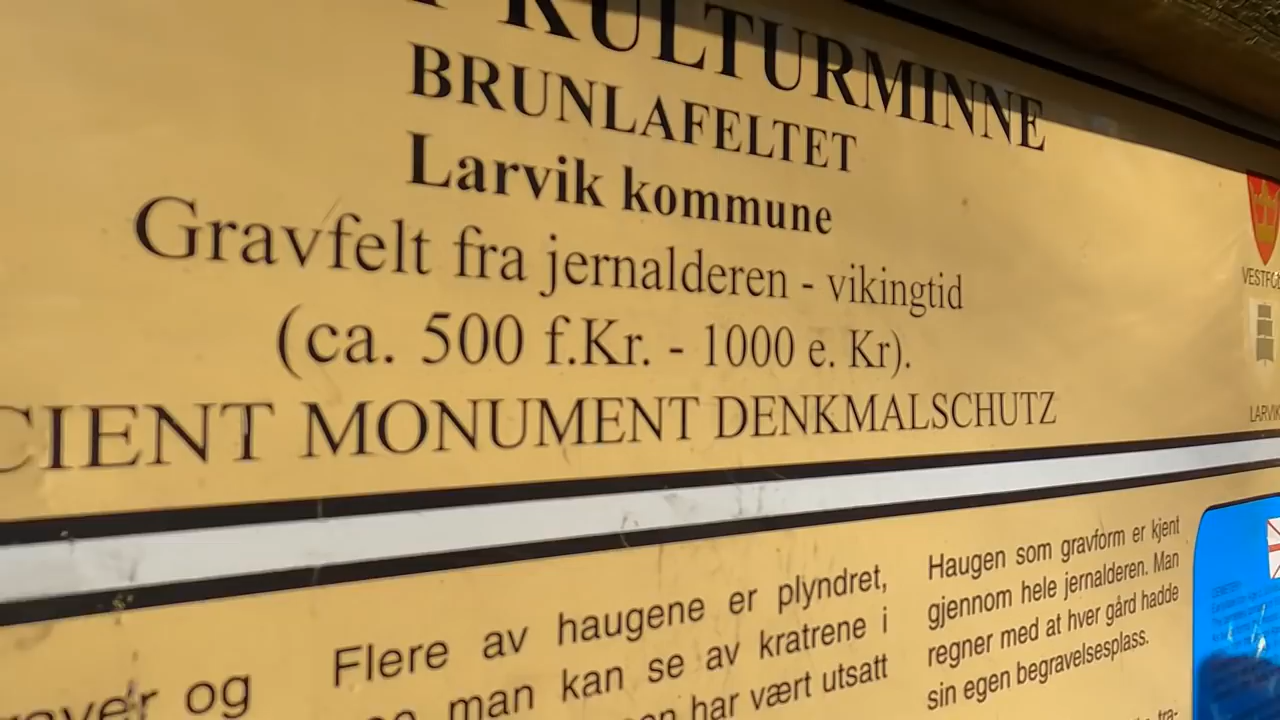 KULTURMINNE
BRUNLAFELTET
Larvik kommune
Gravfelt fra jernalderen - vikingtid
(ca. 500 f.Kr. - 1000 e. Kr).
CIENT MONUMENT DENKMALSCHUTZ
VESTFO
LARVIK
og
Flere av haugene er plyndret,
man kan se av kratrene i
har vært utsatt
Haugen som gravform er kjent
gjennom hele jernalderen. Man
regner med at hver gård hadde
sin egen begravelsesplass.